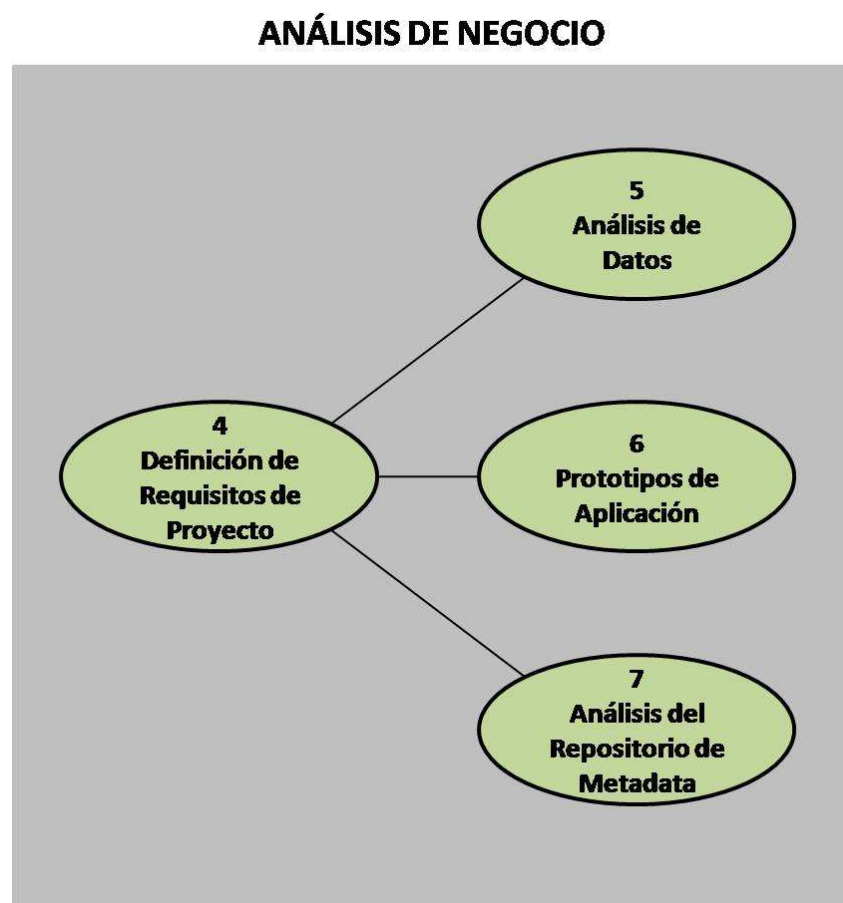 ANÁLISIS DE NEGOCIO
5
Análisis de
Datos
4
Definición de
Requisitos de
Proyecto
6
Prototipos de
Aplicación
7
Análisis del
Repositorio de
Metadata